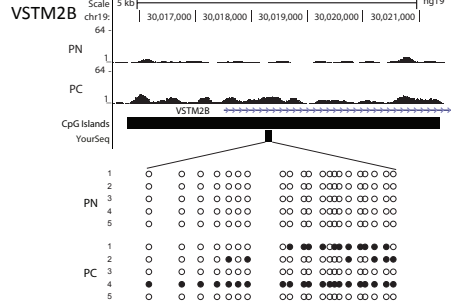 VSTM2B
Scale 5 kb hg19
chr19: 30,017,000 30,018,000 30,019,000 30,020,000 30,021,000
64
PN
1
64
PC
1
VSTM2B
CpG Islands
YourSeq
1
2
PN 3
4
5
1
2
PC 3
4
5